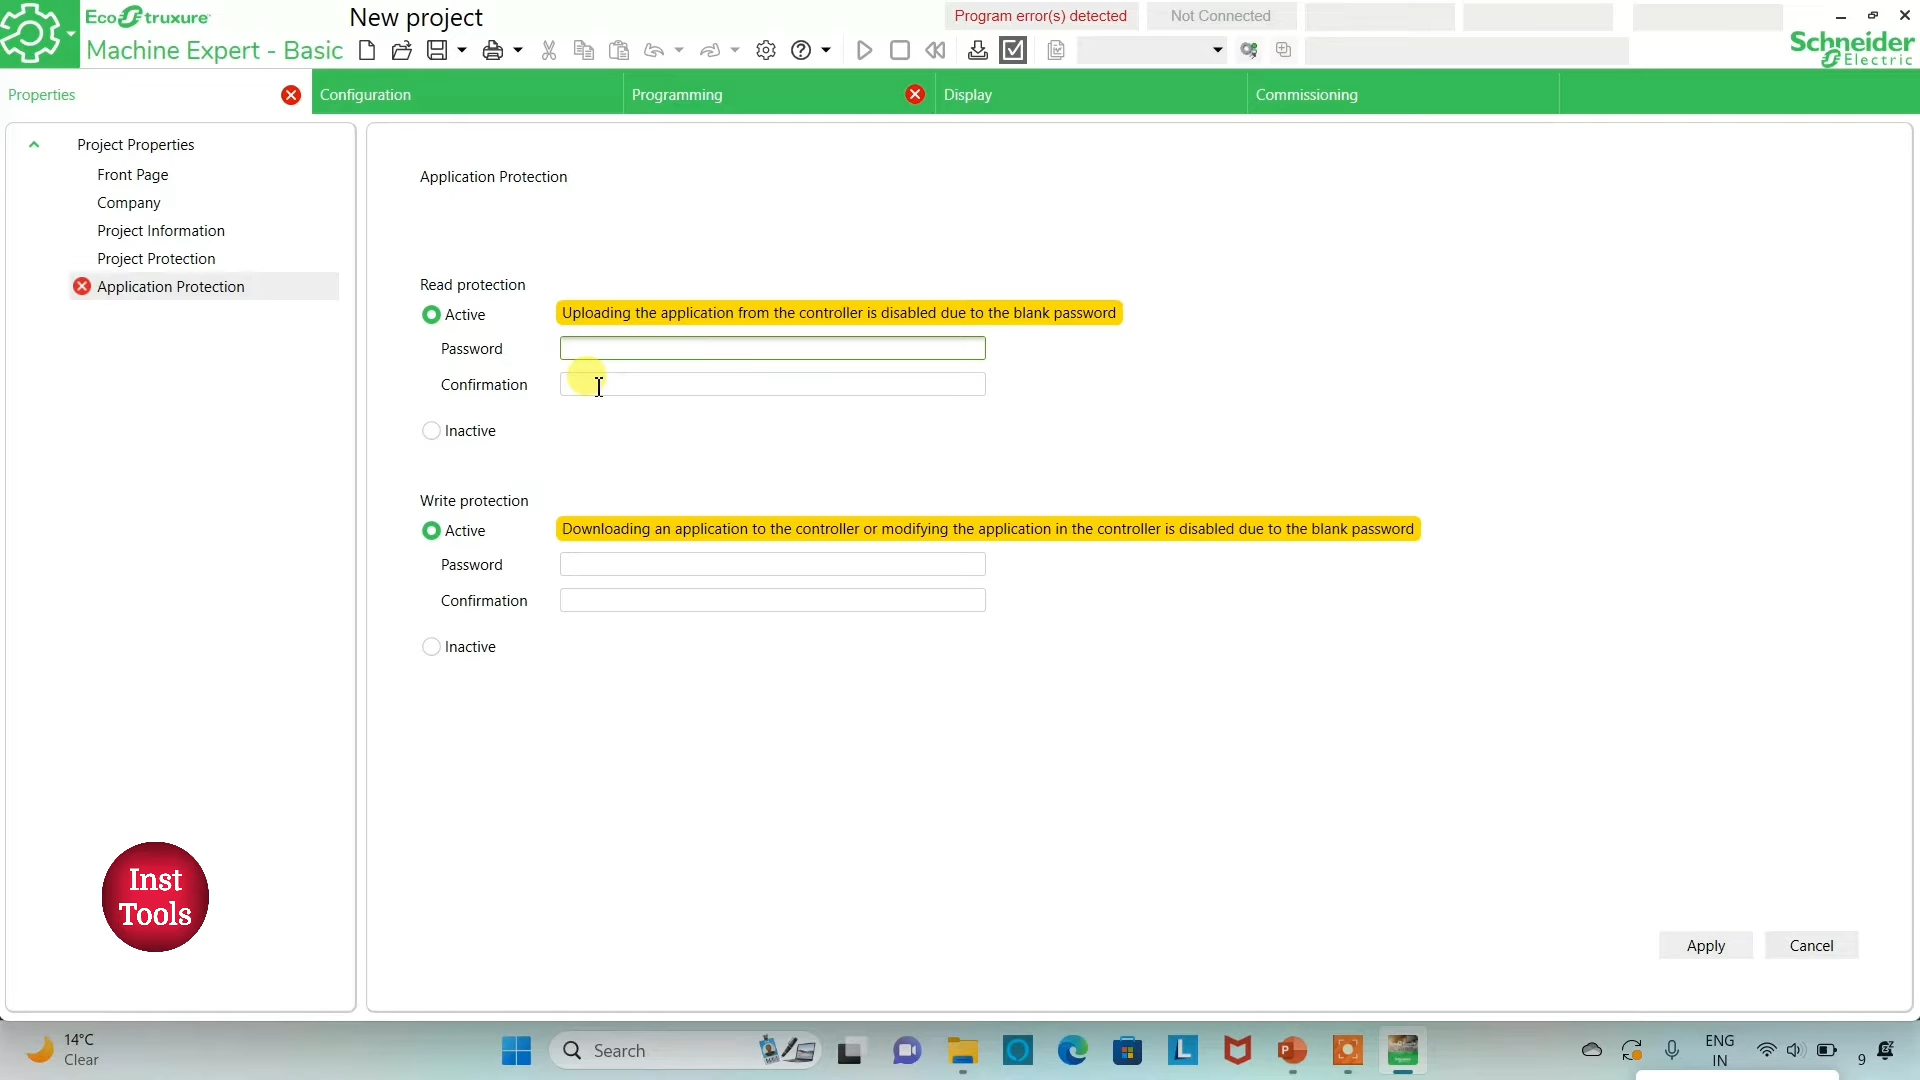 EcoStruxure
New project
Program error(s) detected
Not Connected
Machine Expert - Basic
Schneider
Electric
Properties
Configuration
Programming
Display
Commissioning
Project Properties
Front Page
Company
Project Information
Project Protection
Application Protection
Application Protection
Read protection
Active
Uploading the application from the controller is disabled due to the blank password
Password
Confirmation
Inactive
Write protection
Active
Downloading an application to the controller or modifying the application in the controller is disabled due to the blank password
Password
Confirmation
Inactive
Inst
Tools
Apply
Cancel
14°C
Clear
Search
L
P
ENG
IN
9